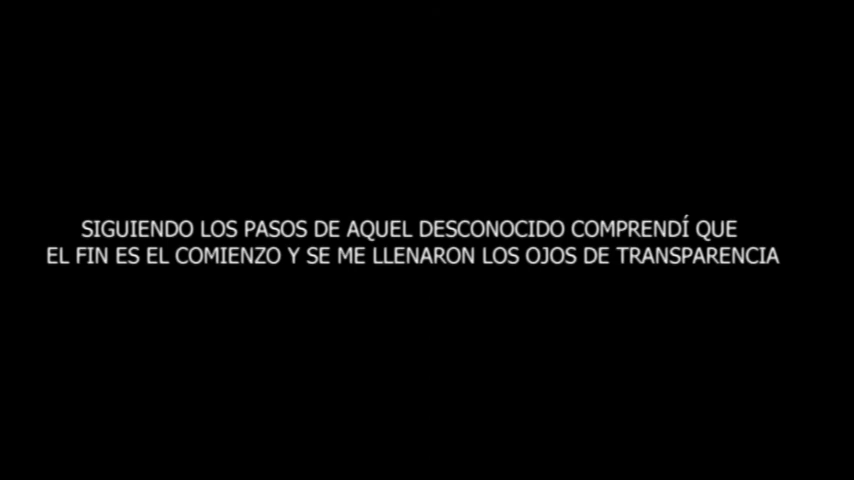 SIGUIENDO LOS PASOS DE AQUEL DESCONOCIDO COMPRENDÍ QUE
EL FIN ES EL COMIENZO Y SE ME LLENARON LOS OJOS DE TRANSPARENCIA